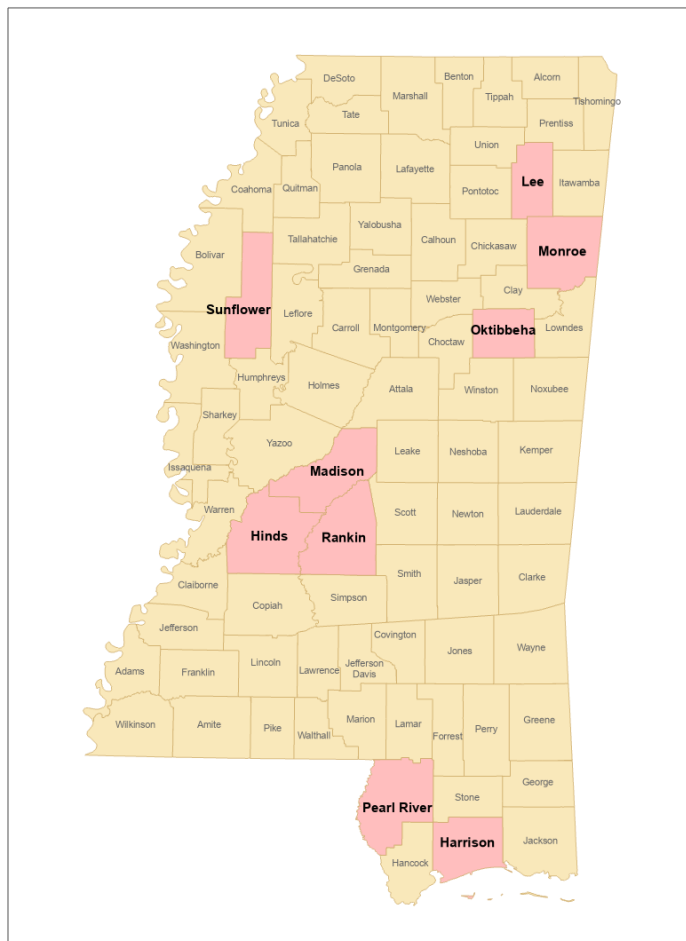 DeSoto
Benton
Alcorn
Marshall
Tippah
Tishomingo
Tate
Tunica
Prentiss
Union
Panola
Lafayette
Lee
Itawamba
Coahoma
Quitman
Pontotoc
Yalobusha
Bolivar
Tallahatchie
Calhoun
Chickasaw
Monroe
Grenada
Clay
Sunflower
Leflore
Webster
Carroll
Montgomery
Oktibbeha
Lowndes
Washington
Choctaw
Humphreys
Holmes
Attala
Winston
Noxubee
Sharkey
Yazoo
Leake
Neshoba
Kemper
Issaquena
Madison
Warren
Scott
Newton
Lauderdale
Hinds
Rankin
Claiborne
Smith
Jasper
Clarke
Copiah
Simpson
Jefferson
Covington
Jones
Wayne
Adams
Franklin
Lincoln
Lawrence
Jefferson
Davis
Wilkinson
Amite
Pike
Walthall
Marion
Lamar
Forrest
Perry
Greene
Pearl River
Stone
George
Harrison
Jackson
Hancock